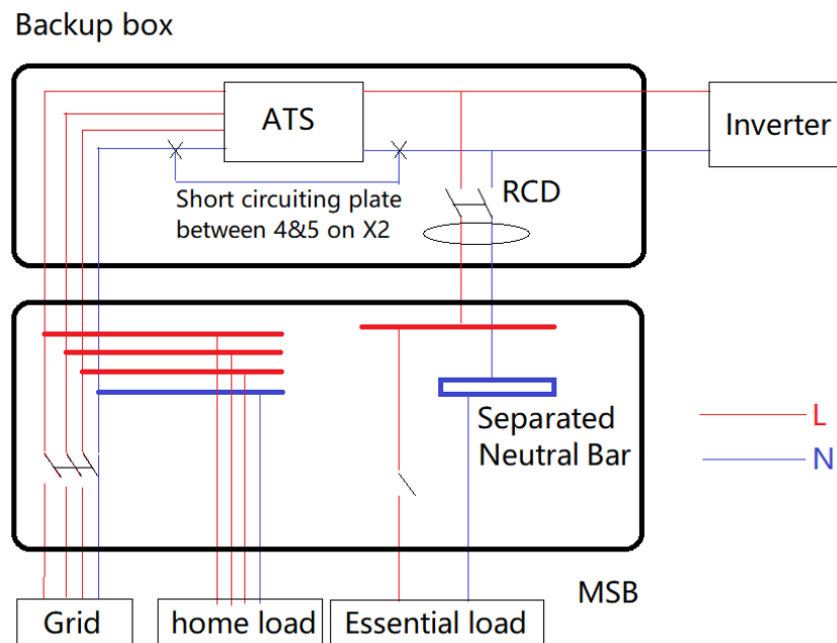 Backup box
ATS
Inverter
Short circuiting plate
between 4&5 on X2
RCD
Separated
Neutral Bar
L
N
MSB
Grid
home load
Essential load